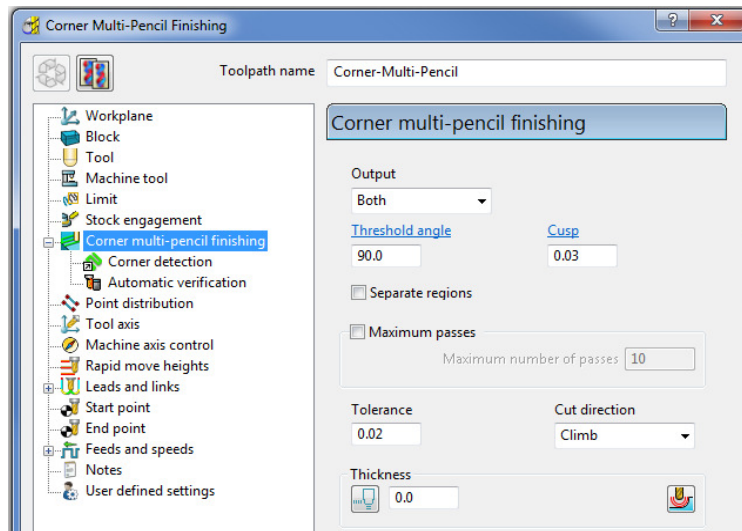 Corner Multi-Pencil Finishing
Toolpath name Corner-Multi-Pencil
Workplane
Block
Tool
Machine tool
Limit
Stock engagement
Corner multi-pencil finishing
Corner detection
Automatic verification
Point distribution
Tool axis
Machine axis control
Rapid move heights
Leads and links
Start point
End point
Feeds and speeds
Notes
User defined settings
Corner multi-pencil finishing
Output
Both
Threshold angle Cusp
90.0 0.03
Separate regions
Maximum passes
Maximum number of passes 10
Tolerance Cut direction
0.02 Climb
Thickness
0.0